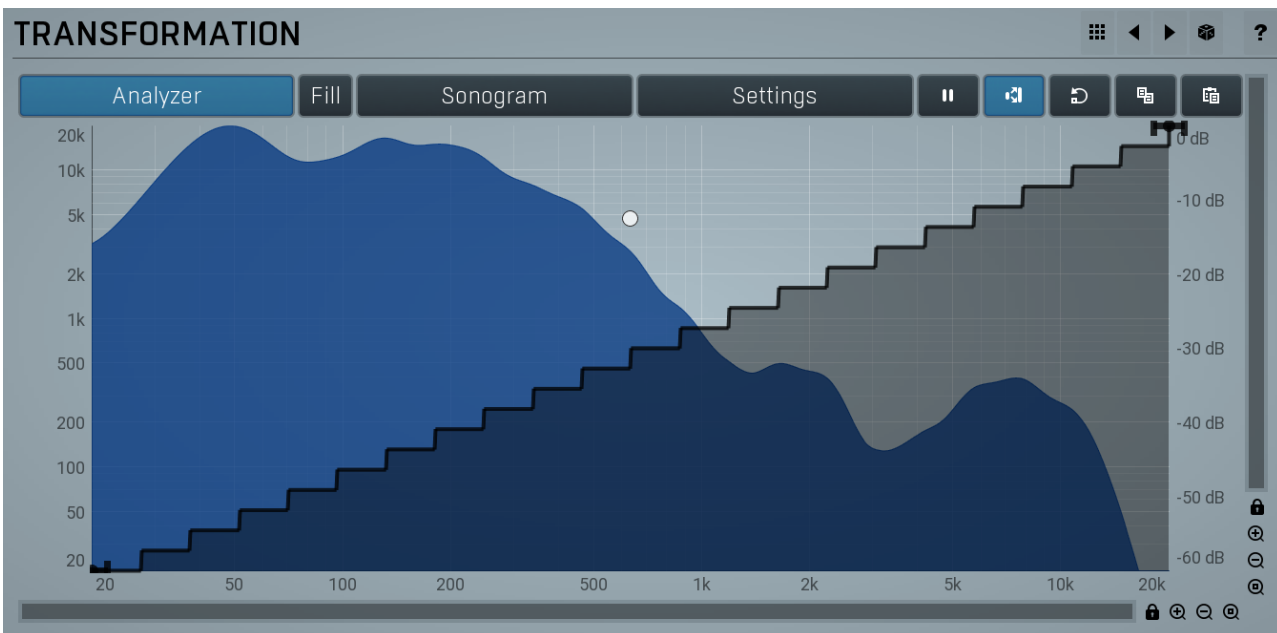 TRANSFORMATION ?
Analyzer Fill Sonogram Settings
20k 0 dB
10k -10 dB
5k
2k -20 dB
1k -30 dB
500
200 -40 dB
100
50 -50 dB
20 -60 dB
20 50 100 200 500 1k 2k 5k 10k 20k